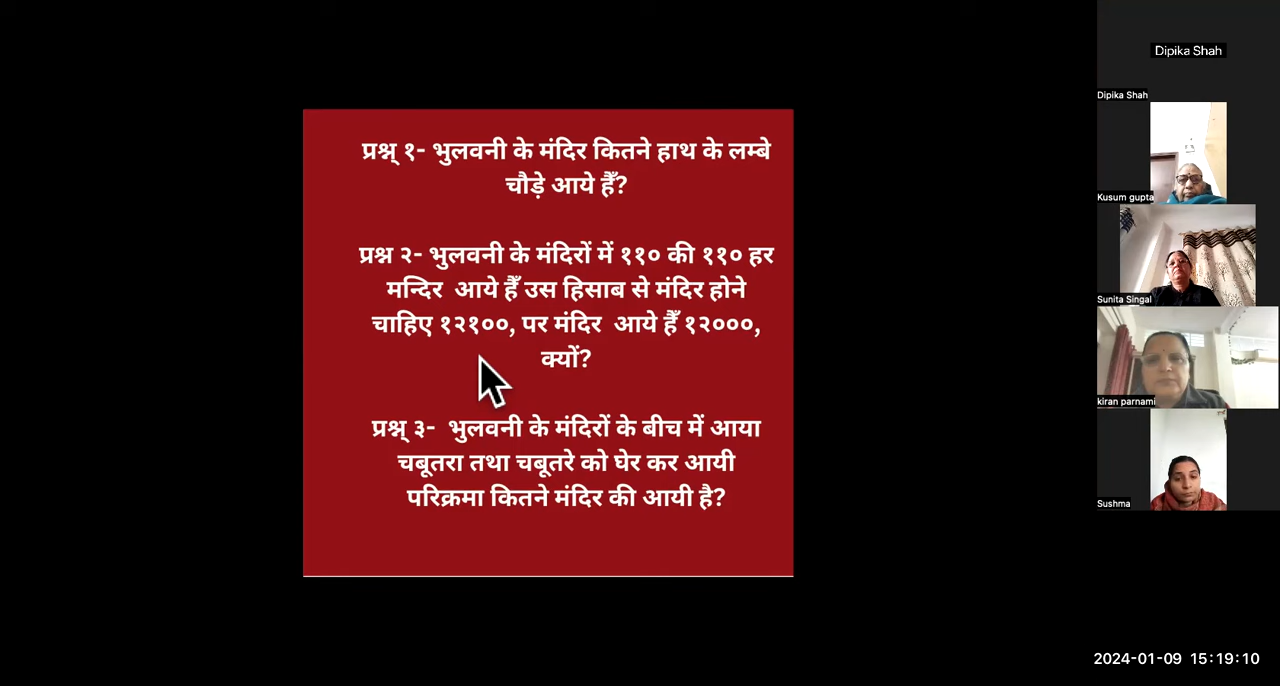 प्रश्न् १- भुलवनी के मंदिर कितने हाथ के लम्बे
चौड़े आये हैँ?
प्रश्न २- भुलवनी के मंदिरों में ११० की ११० हर
मन्दिर आये हैँ उस हिसाब से मंदिर होने
चाहिए १२१००, पर मंदिर आये हैँ १२०००,
क्यों?
प्रश्न् ३- भुलवनी के मंदिरों के बीच में आया
चबूतरा तथा चबूतरे को घेर कर आयी
परिक्रमा कितने मंदिर की आयी है?
Dipika Shah
Dipika Shah
Kusum gupta
Sunita Singal
kiran parnami
Sushma
2024-01-09 15:19:10